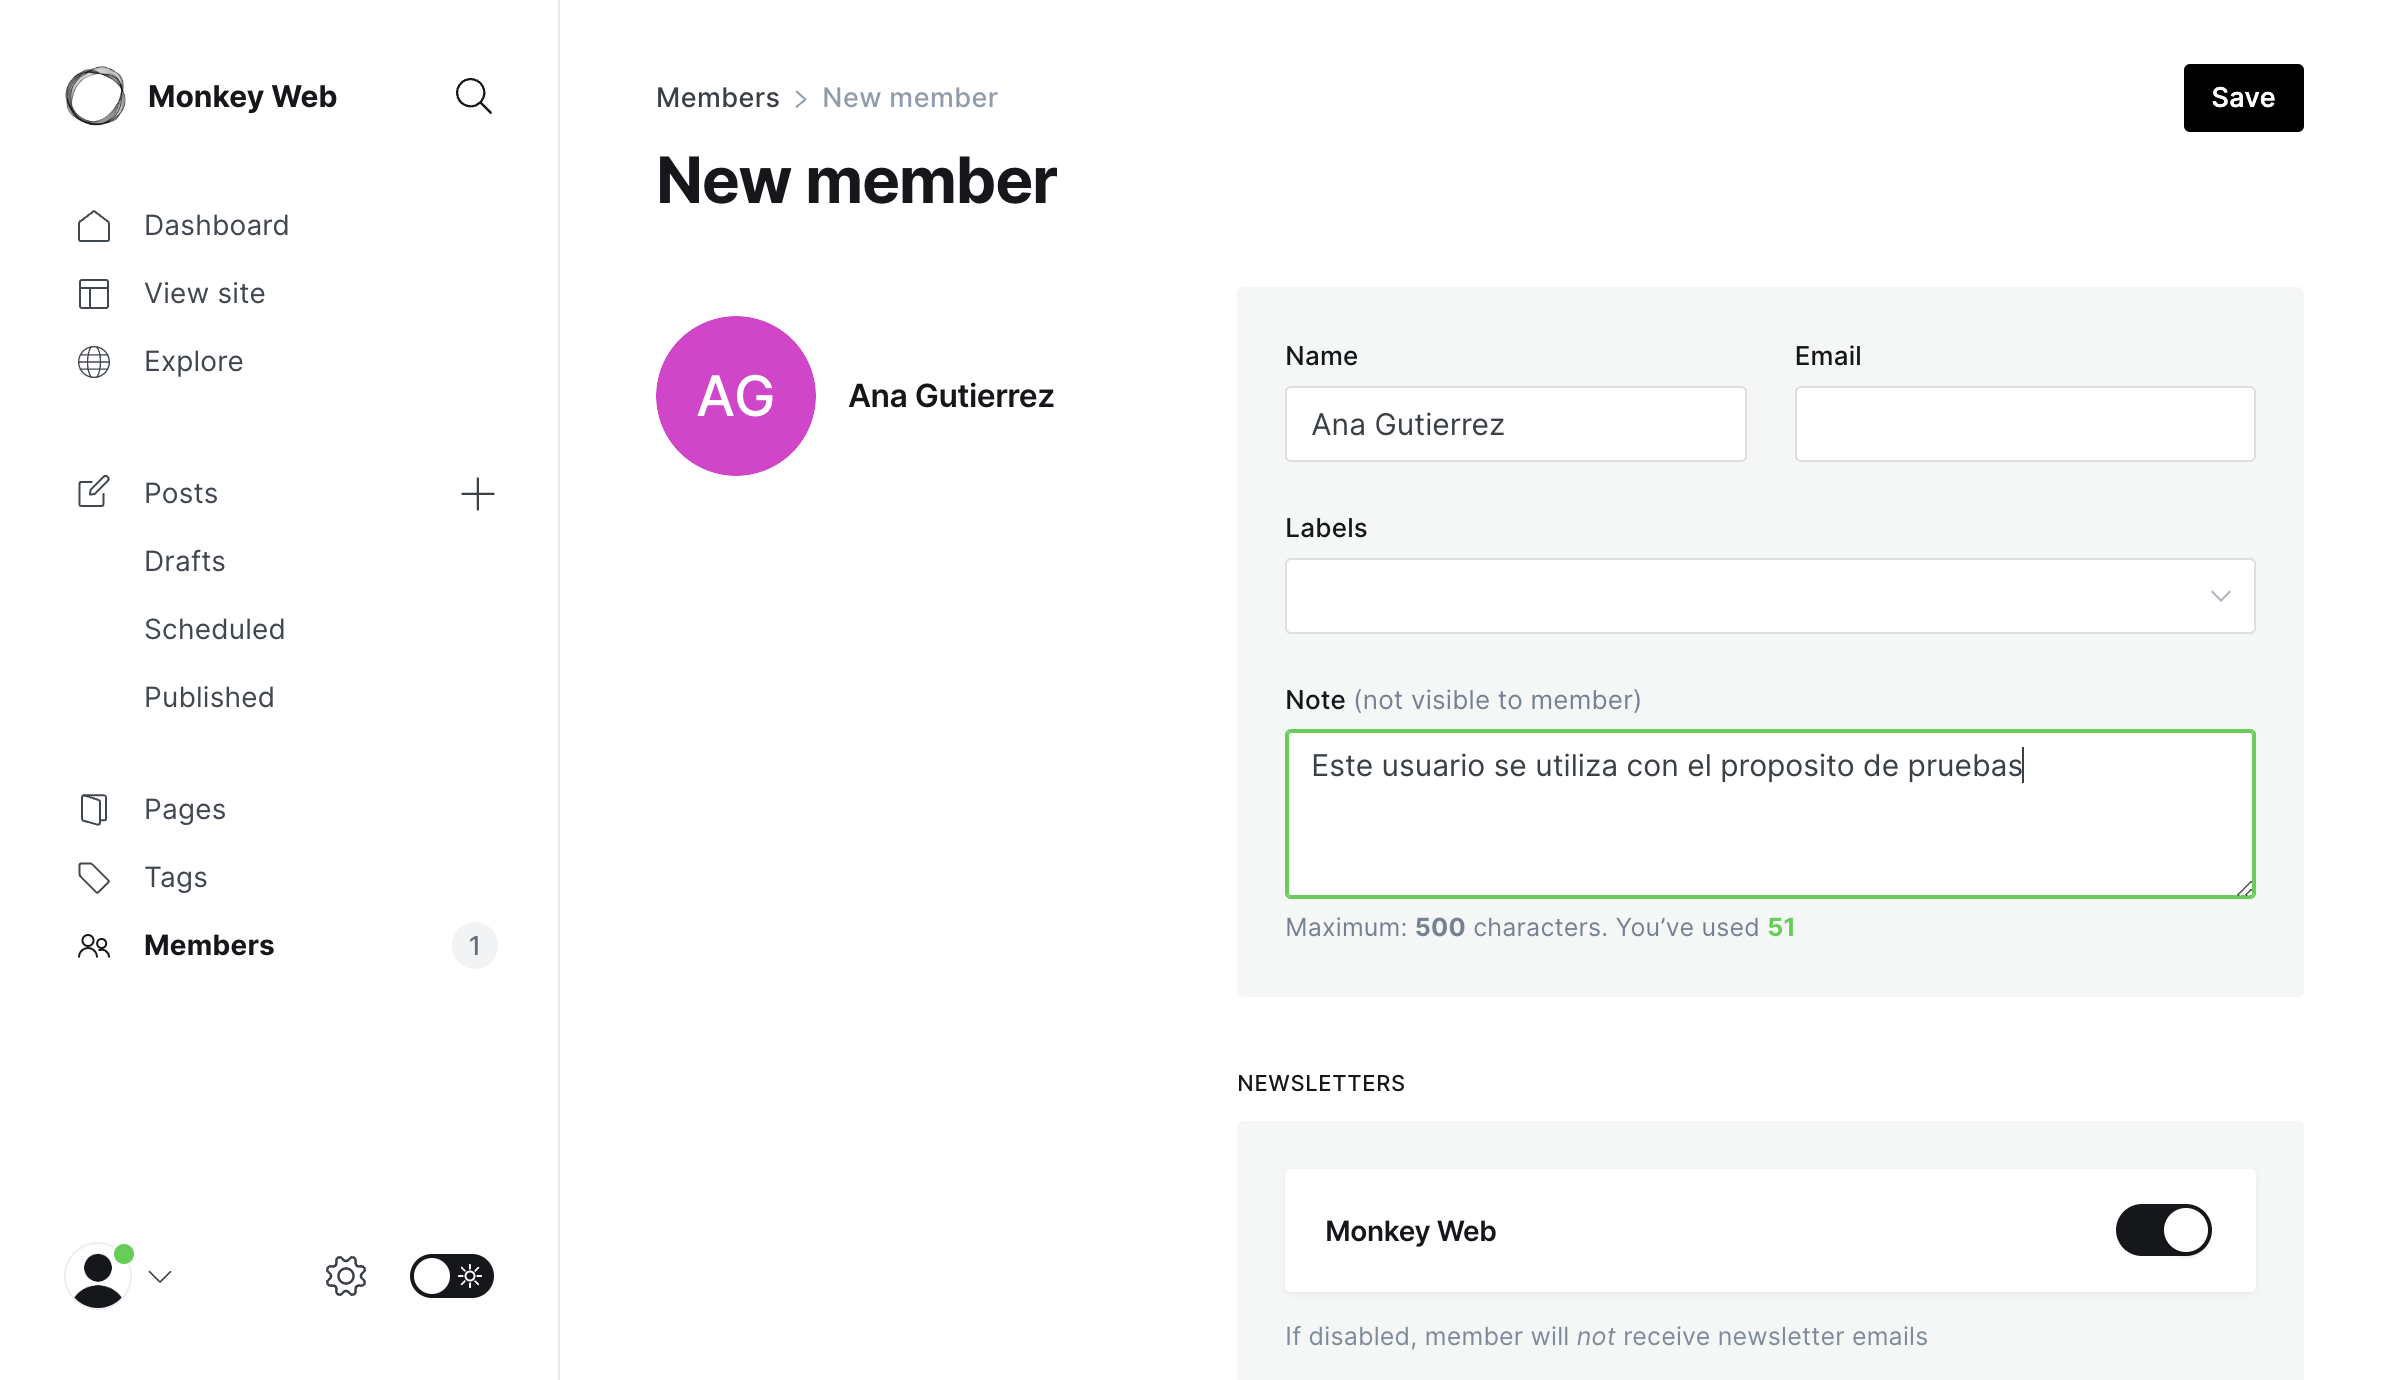 Monkey Web
Dashboard
View site
Explore
Posts
Drafts
Scheduled
Published
Pages
Tags
Members
1
Members > New member
Save
New member
AG
Ana Gutierrez
Name
Email
Ana Gutierrez
Labels
Note (not visible to member)
Este usuario se utiliza con el proposito de pruebas
Maximum: 500 characters. You’ve used 51
NEWSLETTERS
Monkey Web
If disabled, member will not receive newsletter emails